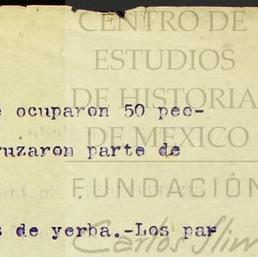 CENTRO DE
ESTUDIOS
DE HISTORIA
DE MEXICO
FUNDACIÓN
Carlos Slim
e ocuparon 50 peo-
ruzaron parte de
s de yerba.-Los par